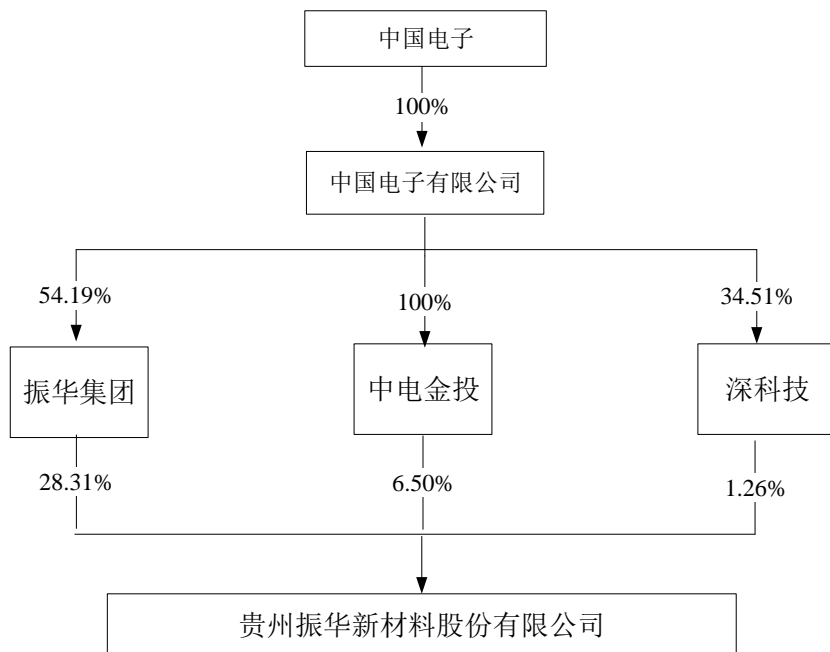 中国电子
100%
中国电子有限公司
54.19%
100%
34.51%
振华集团
中电金投
深科技
28.31%
6.50%
1.26%
贵州振华新材料股份有限公司